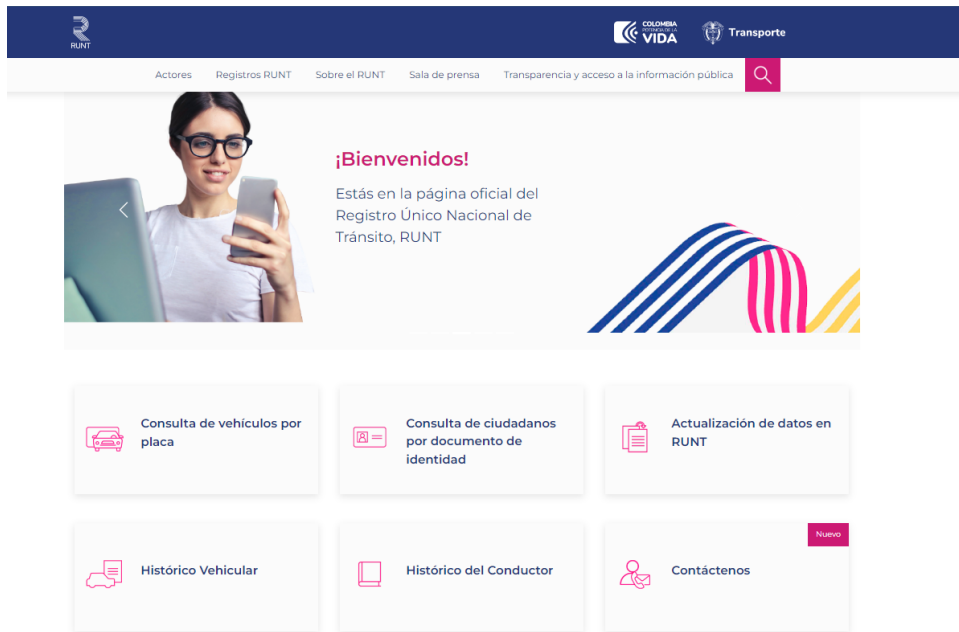 RUNT
COLOMBIA
POTENCIA DE LA
VIDA
Transporte
Actores
Registros RUNT
Sobre el RUNT
Sala de prensa
Transparencia y acceso a la información pública
¡Bienvenidos!
Estás en la página oficial del
Registro Único Nacional de
Tránsito, RUNT
Consulta de vehículos por
placa
Consulta de ciudadanos
por documento de
identidad
Actualización de datos en
RUNT
Histórico Vehicular
Histórico del Conductor
Nuevo
Contáctenos